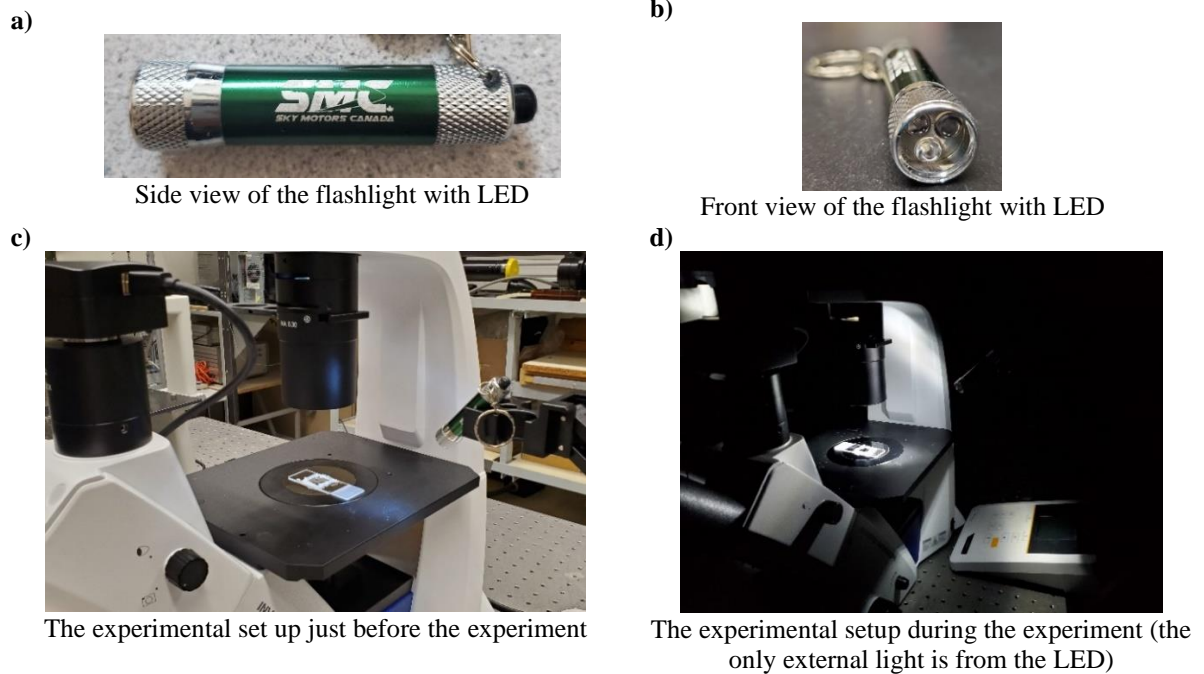 a)
SMC
SKY MOTORS CANADA
Side view of the flashlight with LED
b)
Front view of the flashlight with LED
c)
The experimental set up just before the experiment
d)
The experimental setup during the experiment (the
only external light is from the LED)